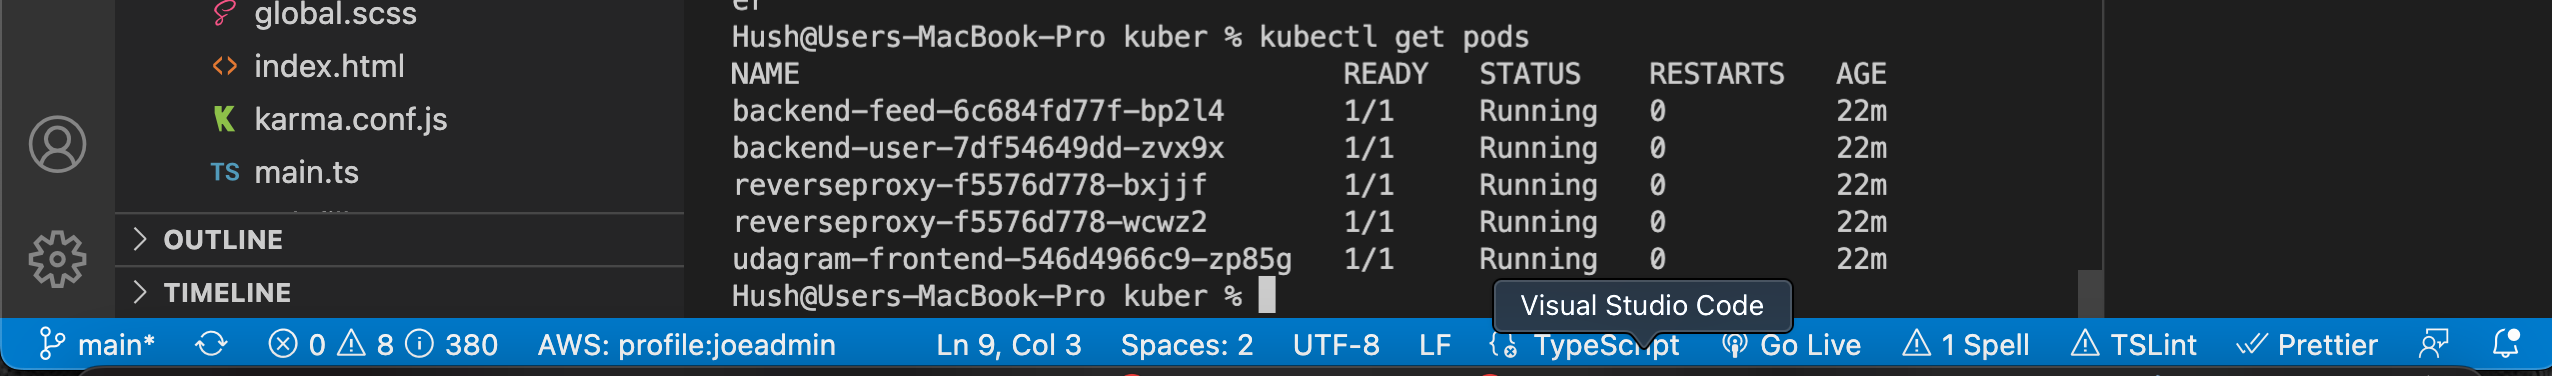 global.scss
index.html
karma.conf.js
TS main.ts
OUTLINE
TIMELINE
er
Hush@Users-MacBook-Pro kuber % kubectl get pods
NAME READY STATUS RESTARTS AGE
backend-feed-6c684fd77f-bp2l4 1/1 Running 0 22m
backend-user-7df54649dd-zvx9x 1/1 Running 0 22m
reverseproxy-f5576d778-bxjjf 1/1 Running 0 22m
reverseproxy-f5576d778-wcwz2 1/1 Running 0 22m
udagram-frontend-546d4966c9-zp85g 1/1 Running 0 22m
Hush@Users-MacBook-Pro kuber %
Visual Studio Code
main* 0 8 380 AWS: profile:joeadmin Ln 9, Col 3 Spaces: 2 UTF-8 LF TypeScript Go Live 1 Spell TSLint Prettier